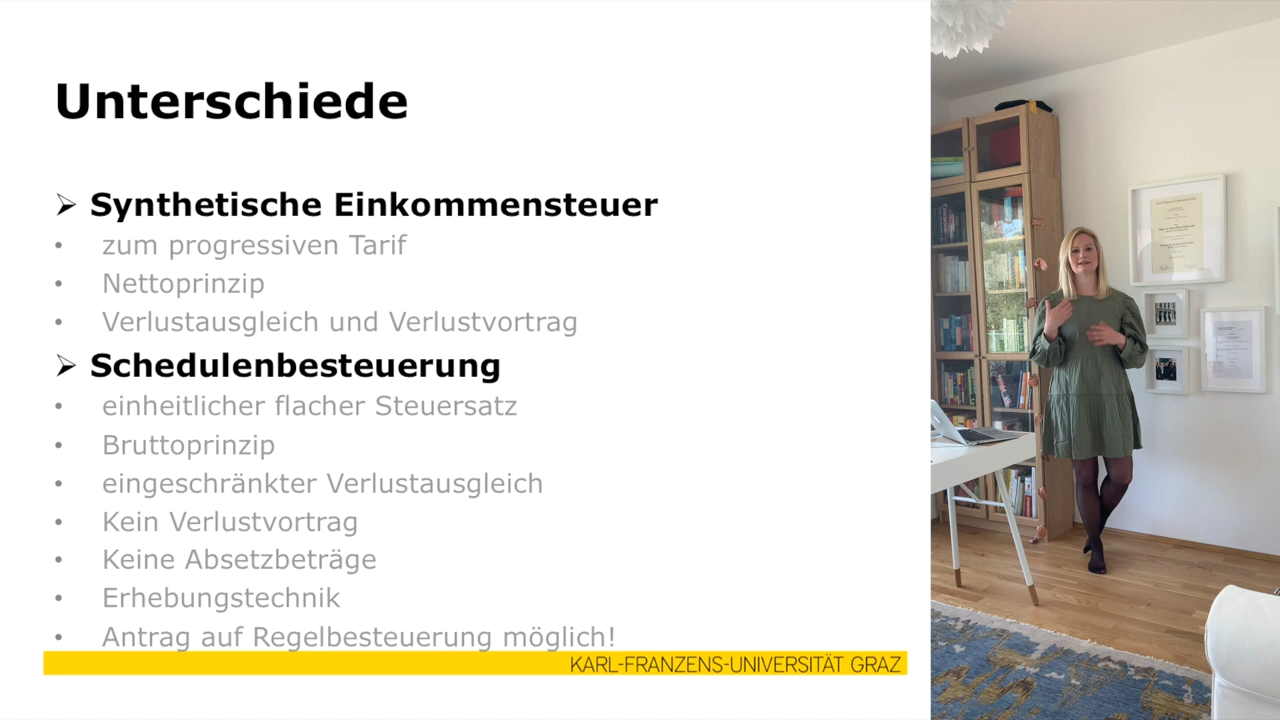 Unterschiede
➢ Synthetische Einkommensteuer
• zum progressiven Tarif
• Nettoprinzip
• Verlustausgleich und Verlustvortrag
➢ Schedulenbesteuerung
• einheitlicher flacher Steuersatz
• Bruttoprinzip
• eingeschränkter Verlustausgleich
• Kein Verlustvortrag
• Keine Absetzbeträge
• Erhebungstechnik
• Antrag auf Regelbesteuerung möglich!
KARL-FRANZENS-UNIVERSITÄT GRAZ